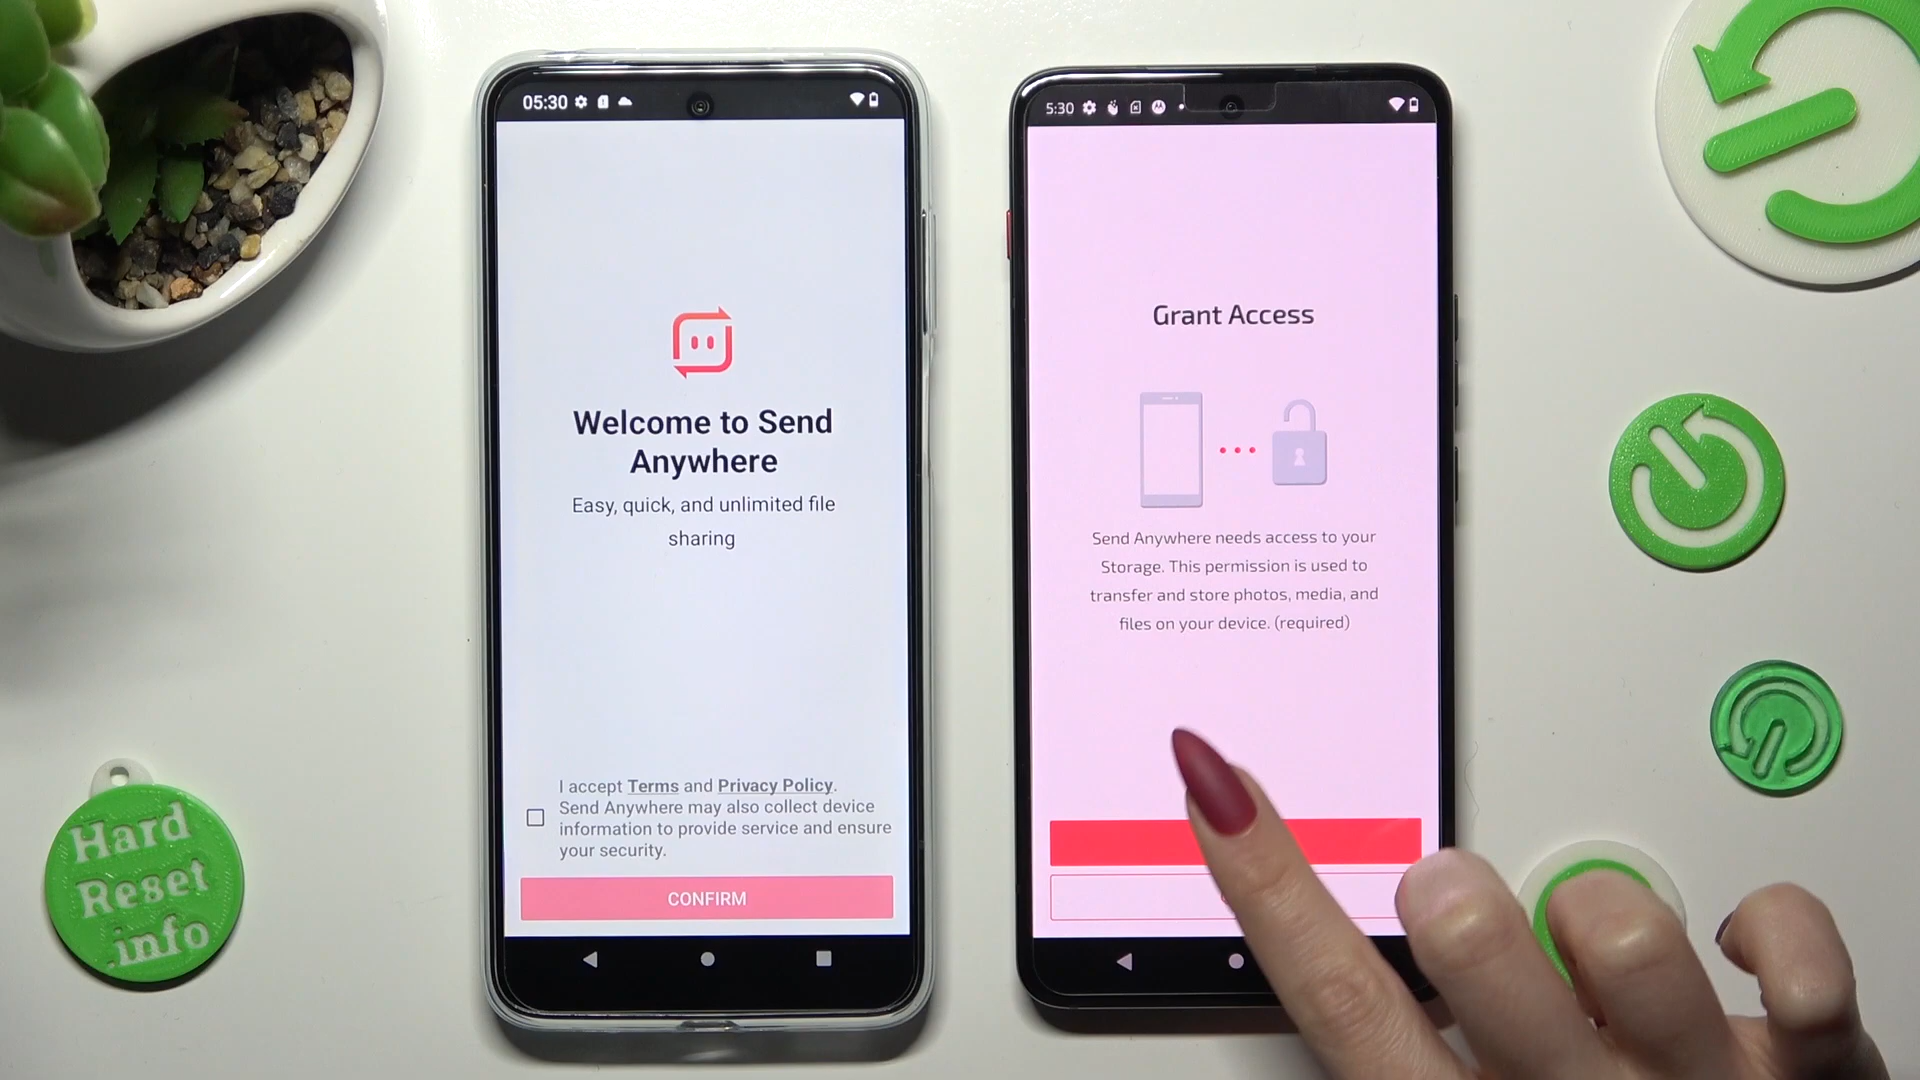 05:30
Welcome to Send
Anywhere
Easy, quick, and unlimited file
sharing
I accept Terms and Privacy Policy.
Send Anywhere may also collect device
information to provide service and ensure
your security.
CONFIRM
5:30
Grant Access
Send Anywhere needs access to your
Storage. This permission is used to
transfer and store photos, media, and
files on your device. (required)
Hard
Reset
.info